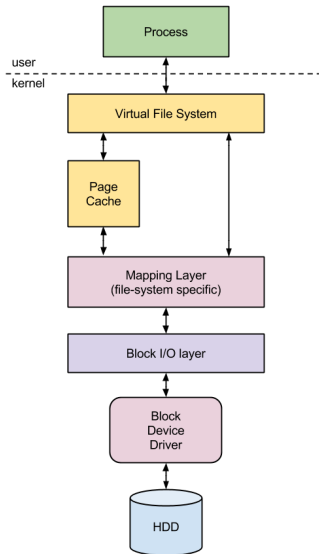 Process
user
kernel
Virtual File System
Page
Cache
Mapping Layer
(file-system specific)
Block I/O layer
Block
Device
Driver
HDD